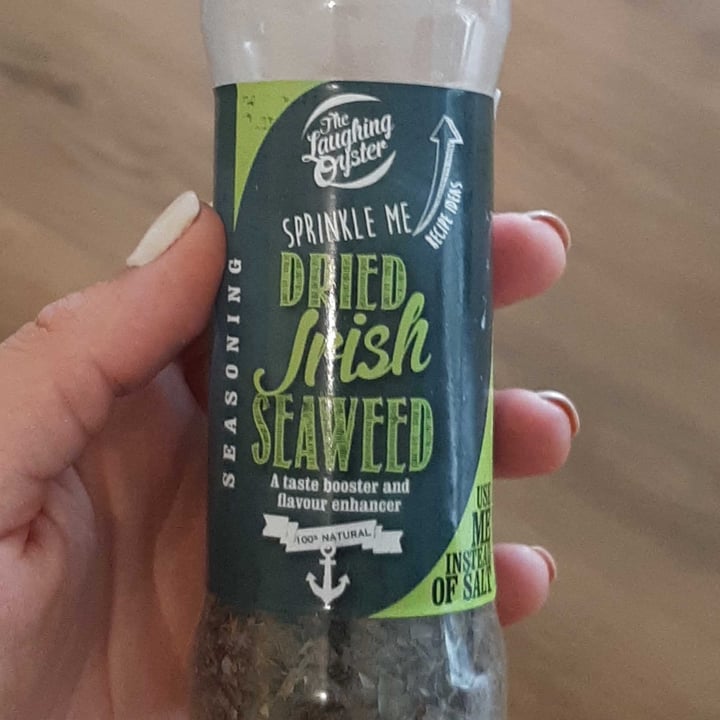 The
Laughing
Oyster
SPRINKLE ME
RECIPE IDEAS
DRIED
Irish
SEAWEED
SEASONING
A taste booster and
flavour enhancer
100% NATURAL
USE
ME
INSTEAD
OF SALT